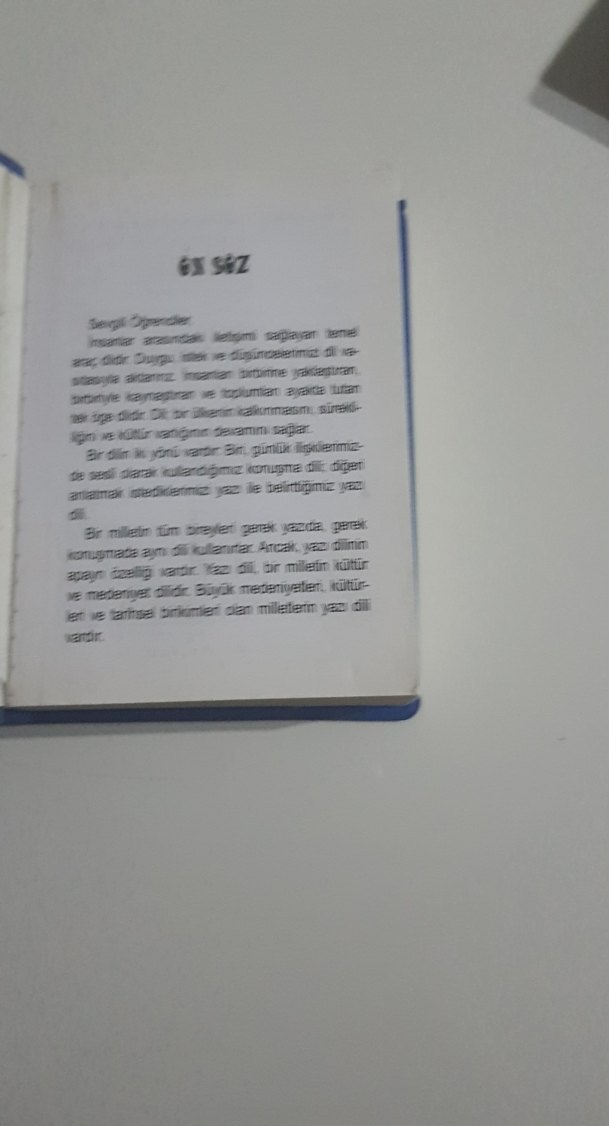 ÖN SÖZ
Sevgili Öğrenciler,
İnsanlar arasındaki iletişimi sağlayan temel
araç dildir. Duygu, istek ve düşüncelerimizi dil va-
sıtasıyla aktarırız. İnsanları birbirine yaklaştıran,
birbiriyle kaynaştıran ve toplumları ayakta tutan
tek öge dildir. Dil, bir ülkenin kalkınmasını, sürekli-
liğini ve kültür varlığının devamını sağlar.
Bir dilin iki yönü vardır. Biri, günlük ilişkilerimiz-
de sesli olarak kullandığımız konuşma dili; diğeri
anlatmak istediklerimizi yazı ile belirttiğimiz yazı
dili.
Bir milletin tüm bireyleri gerek yazıda, gerek
konuşmada aynı dili kullanırlar. Ancak, yazı dilinin
apayrı özelliği vardır. Yazı dili, bir milletin kültür
ve medeniyet dilidir. Büyük medeniyetleri, kültür-
leri ve tarihsel birikimleri olan milletlerin yazı dili
vardır.